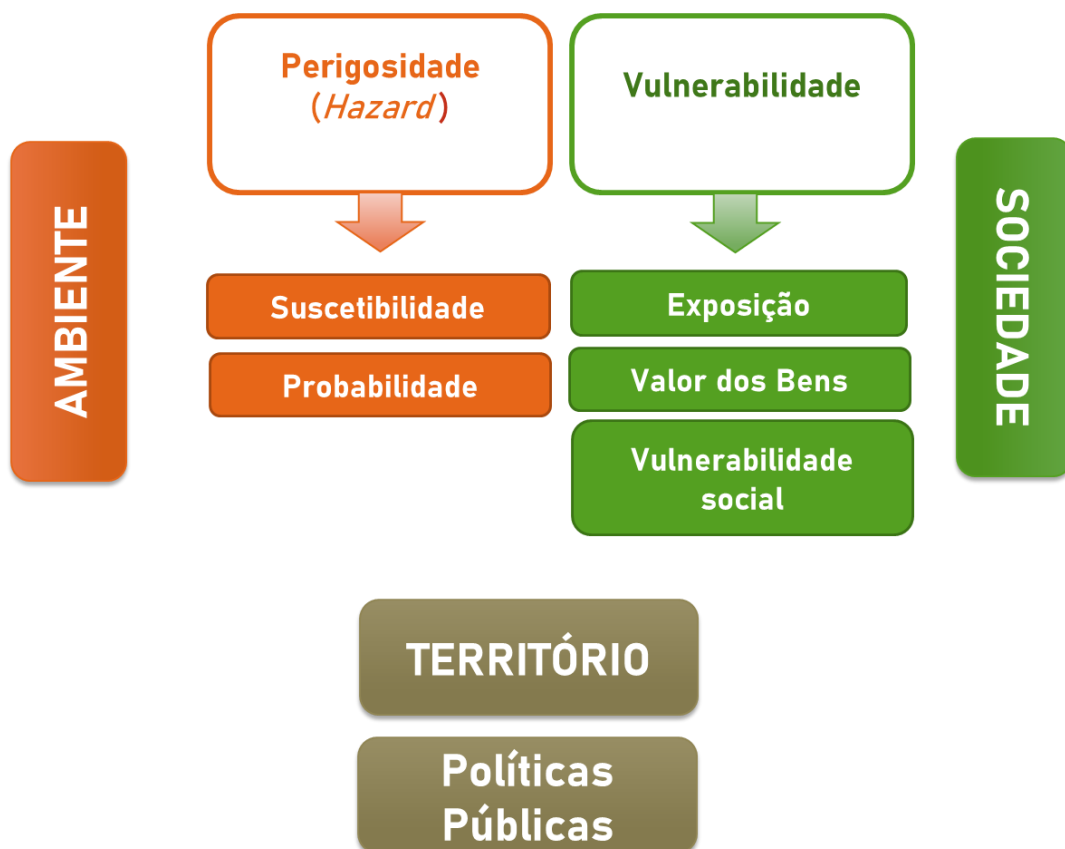 Perigosidade
(Hazard)
Vulnerabilidade
AMBIENTE
SOCIEDADE
Suscetibilidade
Probabilidade
Exposição
Valor dos Bens
Vulnerabilidade
social
TERRITÓRIO
Políticas
Públicas